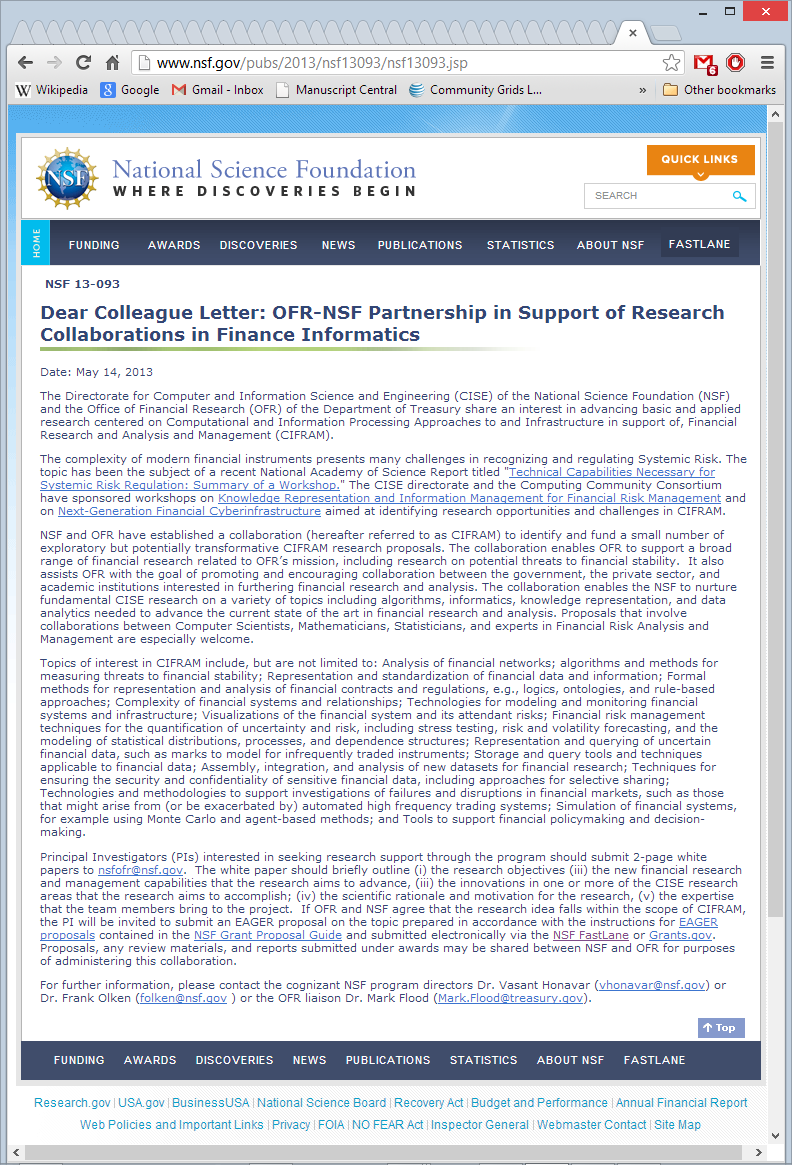 www.nsf.gov/pubs/2013/nsf13093/nsf13093.jsp
6
W Wikipedia Google Gmail - Inbox Manuscript Central Community Grids L... » Other bookmarks
NSF
National Science Foundation
WHERE DISCOVERIES BEGIN
QUICK LINKS
SEARCH
HOME FUNDING AWARDS DISCOVERIES NEWS PUBLICATIONS STATISTICS ABOUT NSF FASTLANE
NSF 13-093
Dear Colleague Letter: OFR-NSF Partnership in Support of Research
Collaborations in Finance Informatics
Date: May 14, 2013
The Directorate for Computer and Information Science and Engineering (CISE) of the National Science Foundation (NSF)
and the Office of Financial Research (OFR) of the Department of Treasury share an interest in advancing basic and applied
research centered on Computational and Information Processing Approaches to and Infrastructure in support of, Financial
Research and Analysis and Management (CIFRAM).
The complexity of modern financial instruments presents many challenges in recognizing and regulating Systemic Risk. The
topic has been the subject of a recent National Academy of Science Report titled "Technical Capabilities Necessary for
Systemic Risk Regulation: Summary of a Workshop." The CISE directorate and the Computing Community Consortium
have sponsored workshops on Knowledge Representation and Information Management for Financial Risk Management and
on Next-Generation Financial Cyberinfrastructure aimed at identifying research opportunities and challenges in CIFRAM.
NSF and OFR have established a collaboration (hereafter referred to as CIFRAM) to identify and fund a small number of
exploratory but potentially transformative CIFRAM research proposals. The collaboration enables OFR to support a broad
range of financial research related to OFR's mission, including research on potential threats to financial stability. It also
assists OFR with the goal of promoting and encouraging collaboration between the government, the private sector, and
academic institutions interested in furthering financial research and analysis. The collaboration enables the NSF to nurture
fundamental CISE research on a variety of topics including algorithms, informatics, knowledge representation, and data
analytics needed to advance the current state of the art in financial research and analysis. Proposals that involve
collaborations between Computer Scientists, Mathematicians, Statisticians, and experts in Financial Risk Analysis and
Management are especially welcome.
Topics of interest in CIFRAM include, but are not limited to: Analysis of financial networks; algorithms and methods for
measuring threats to financial stability; Representation and standardization of financial data and information; Formal
methods for representation and analysis of financial contracts and regulations, e.g., logics, ontologies, and rule-based
approaches; Complexity of financial systems and relationships; Technologies for modeling and monitoring financial
systems and infrastructure; Visualizations of the financial system and its attendant risks; Financial risk management
techniques for the quantification of uncertainty and risk, including stress testing, risk and volatility forecasting, and the
modeling of statistical distributions, processes, and dependence structures; Representation and querying of uncertain
financial data, such as marks to model for infrequently traded instruments; Storage and query tools and techniques
applicable to financial data; Assembly, integration, and analysis of new datasets for financial research; Techniques for
ensuring the security and confidentiality of sensitive financial data, including approaches for selective sharing;
Technologies and methodologies to support investigations of failures and disruptions in financial markets, such as those
that might arise from (or be exacerbated by) automated high frequency trading systems; Simulation of financial systems,
for example using Monte Carlo and agent-based methods; and Tools to support financial policymaking and decision-
making.
Principal Investigators (PIs) interested in seeking research support through the program should submit 2-page white
papers to nsfofr@nsf.gov. The white paper should briefly outline (i) the research objectives (iii) the new financial research
and management capabilities that the research aims to advance, (iii) the innovations in one or more of the CISE research
areas that the research aims to accomplish; (iv) the scientific rationale and motivation for the research, (v) the expertise
that the team members bring to the project. If OFR and NSF agree that the research idea falls within the scope of CIFRAM,
the PI will be invited to submit an EAGER proposal on the topic prepared in accordance with the instructions for EAGER
proposals contained in the NSF Grant Proposal Guide and submitted electronically via the NSF FastLane or Grants.gov.
Proposals, any review materials, and reports submitted under awards may be shared between NSF and OFR for purposes
of administering this collaboration.
For further information, please contact the cognizant NSF program directors Dr. Vasant Honavar (vhonavar@nsf.gov) or
Dr. Frank Olken (folken@nsf.gov ) or the OFR liaison Dr. Mark Flood (Mark.Flood@treasury.gov).
Top
FUNDING AWARDS DISCOVERIES NEWS PUBLICATIONS STATISTICS ABOUT NSF FASTLANE
Research.gov | USA.gov | BusinessUSA | National Science Board | Recovery Act | Budget and Performance | Annual Financial Report
Web Policies and Important Links | Privacy | FOIA | NO FEAR Act | Inspector General | Webmaster Contact | Site Map